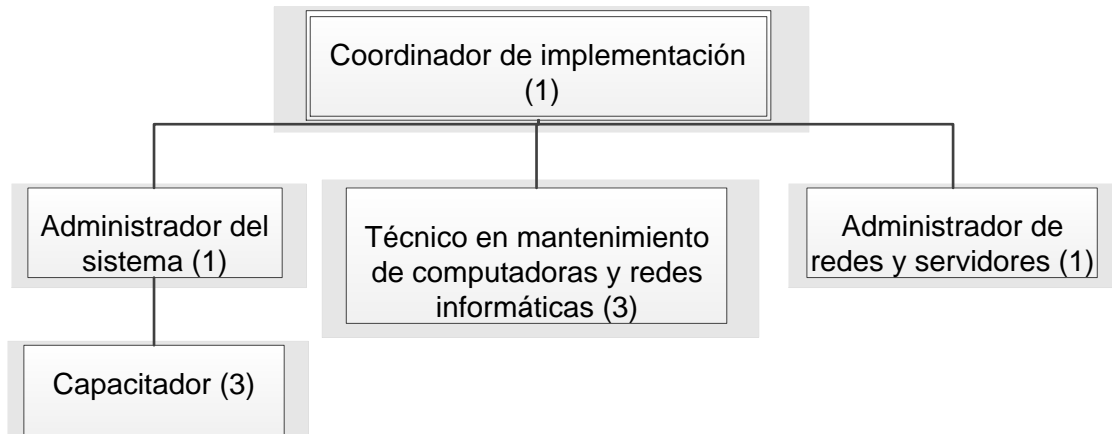 Coordinador de implementación
(1)
Administrador del
sistema (1)
Técnico en mantenimiento
de computadoras y redes
informáticas (3)
Administrador de
redes y servidores (1)
Capacitador (3)